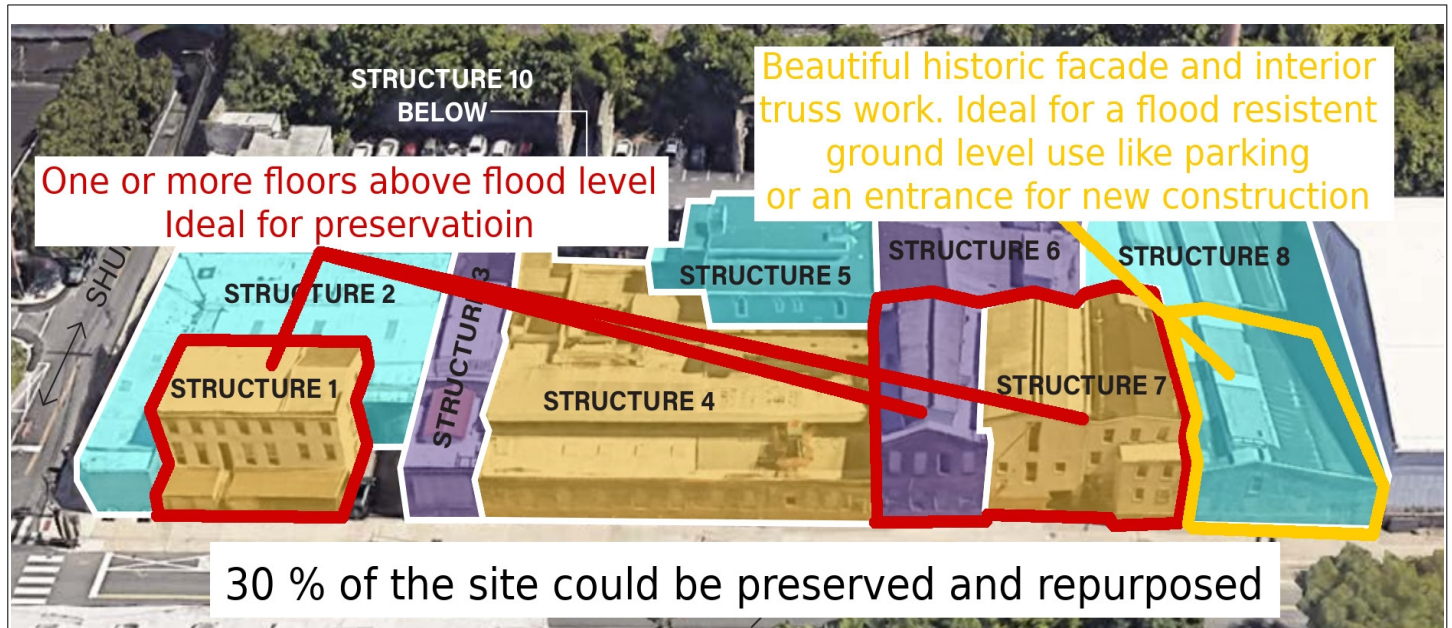 STRUCTURE 10
BELOW
Beautiful historic facade and interior
truss work. Ideal for a flood resistent
ground level use like parking
or an entrance for new construction
One or more floors above flood level
Ideal for preservatioin
SHU
STRUCTURE 2
STRUCTURE 3
STRUCTURE 5
STRUCTURE 6
STRUCTURE 8
STRUCTURE 1
STRUCTURE 4
STRUCTURE 7
30 % of the site could be preserved and repurposed